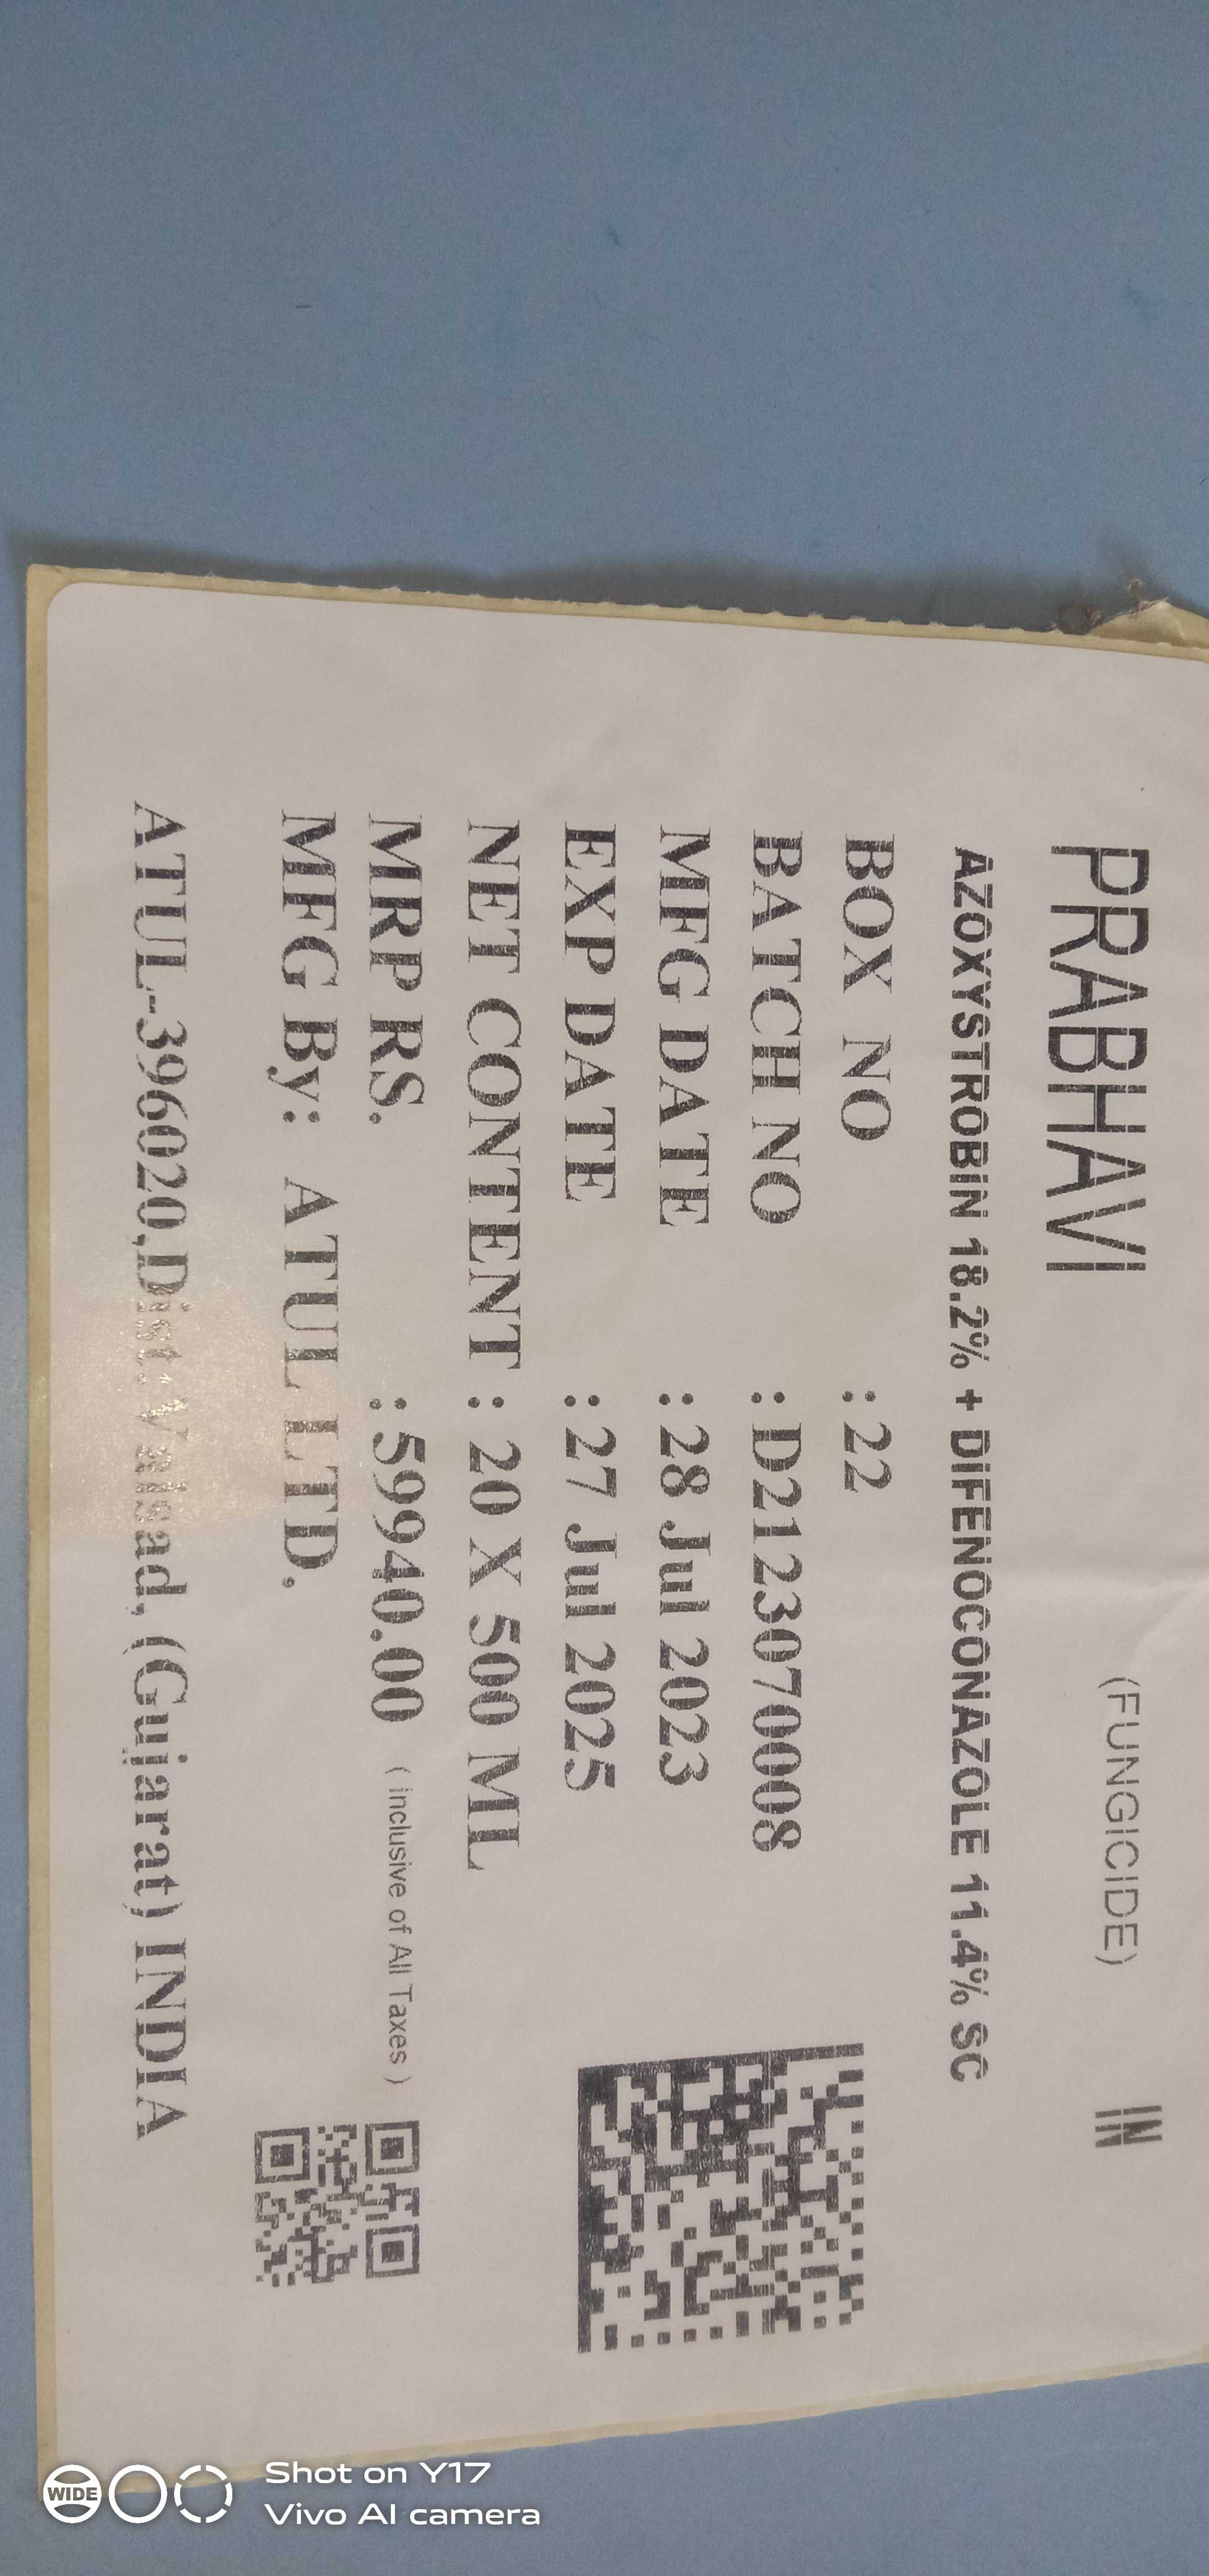 PRABHAVI (FUNGICIDE) IN
AZOXYSTROBIN 18.2% + DIFENOCONAZOLE 11.4% SC
BOX NO : 22
BATCH NO : D2123070008
MFG DATE : 28 Jul 2023
EXP DATE : 27 Jul 2025
NET CONTENT : 20 X 500 ML
MRP RS. : 59940.00 ( inclusive of All Taxes )
MFG By: ATUL LTD.
ATUL-396020,Dist: Valsad, (Gujarat) INDIA
WIDE
Shot on Y17
Vivo AI camera